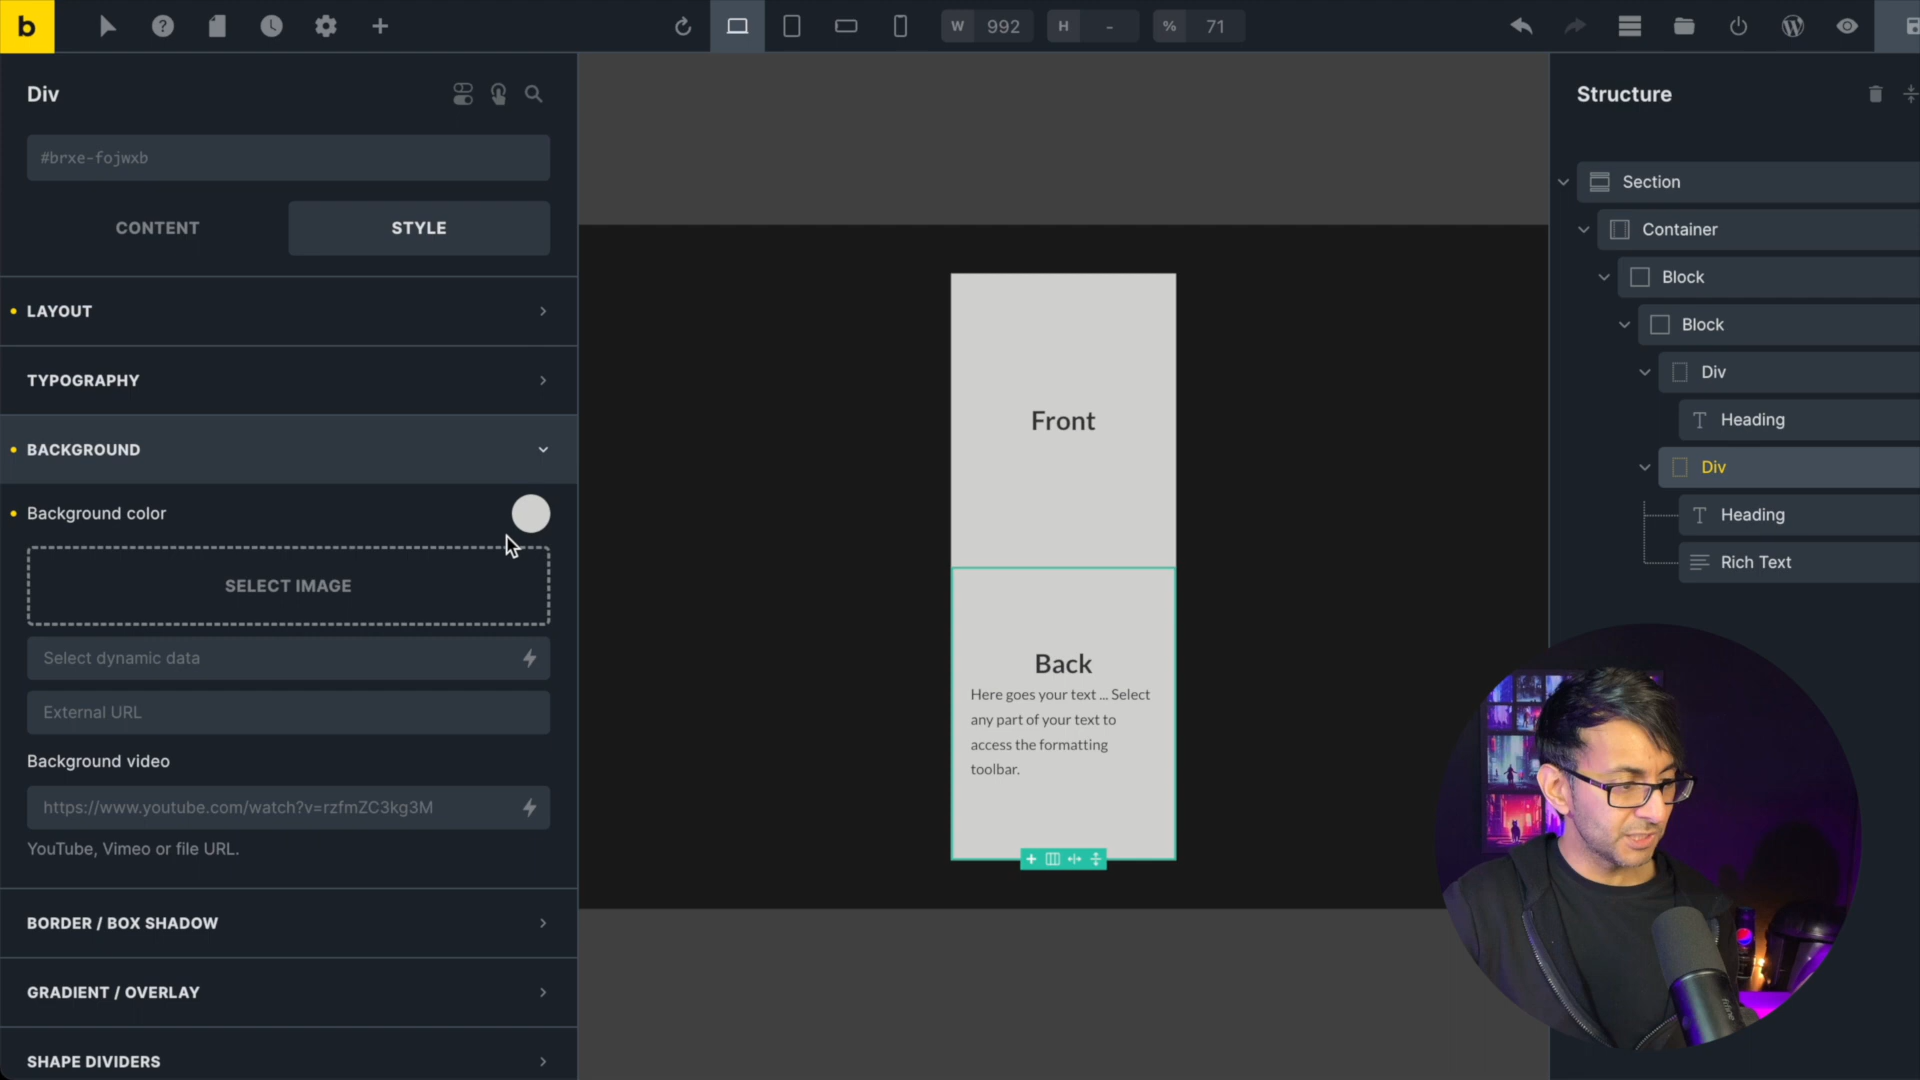 b
W 992 H - % 71
Div
#brxe-fojwxb
CONTENT
STYLE
LAYOUT
TYPOGRAPHY
BACKGROUND
Background color
SELECT IMAGE
Select dynamic data
External URL
Background video
https://www.youtube.com/watch?v=rzfmZC3kg3M
YouTube, Vimeo or file URL.
BORDER / BOX SHADOW
GRADIENT / OVERLAY
SHAPE DIVIDERS
Front
Back
Here goes your text ... Select
any part of your text to
access the formatting
toolbar.
Structure
Section
Container
Block
Block
Div
Heading
Div
Heading
Rich Text
fifine